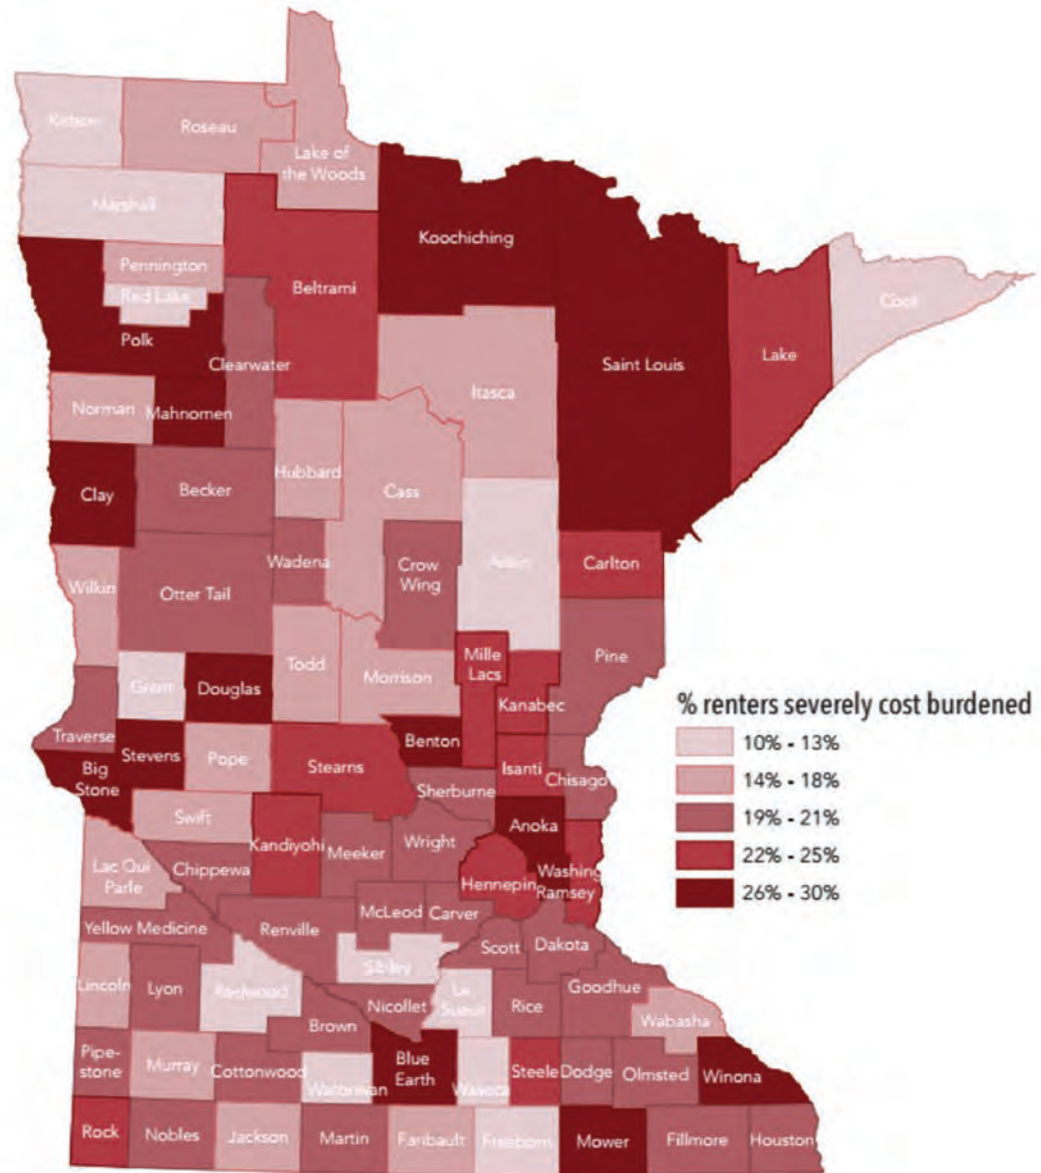 Kittson
Roseau
Lake of
the Woods
Marshall
Koochiching
Pennington
Beltrami
Red Lake
Cook
Polk
Clearwater
Saint Louis
Lake
Itasca
Norman
Mahnomen
Hubbard
Clay
Becker
Cass
Wadena
Crow
Wing
Aitkin
Carlton
Wilkin
Otter Tail
Todd
Morrison
Mille
Lacs
Pine
Grant
Douglas
Kanabec
% renters severely cost burdened
10% - 13%
14% - 18%
19% - 21%
22% - 25%
26% - 30%
Traverse
Stevens
Benton
Big
Stone
Pope
Stearns
Isanti
Chisago
Sherburne
Swift
Anoka
Kandiyohi
Meeker
Wright
Lac Qui
Parle
Chippewa
Hennepin
Washing
Ramsey
McLeod
Carver
Yellow Medicine
Renville
Scott
Dakota
Sibley
Lincoln
Lyon
Redwood
Nicollet
Le
Sueur
Rice
Goodhue
Brown
Wabasha
Pipe-
stone
Murray
Cottonwood
Watonwan
Blue
Earth
Waseca
Steele
Dodge
Olmsted
Winona
Rock
Nobles
Jackson
Martin
Faribault
Freeborn
Mower
Fillmore
Houston